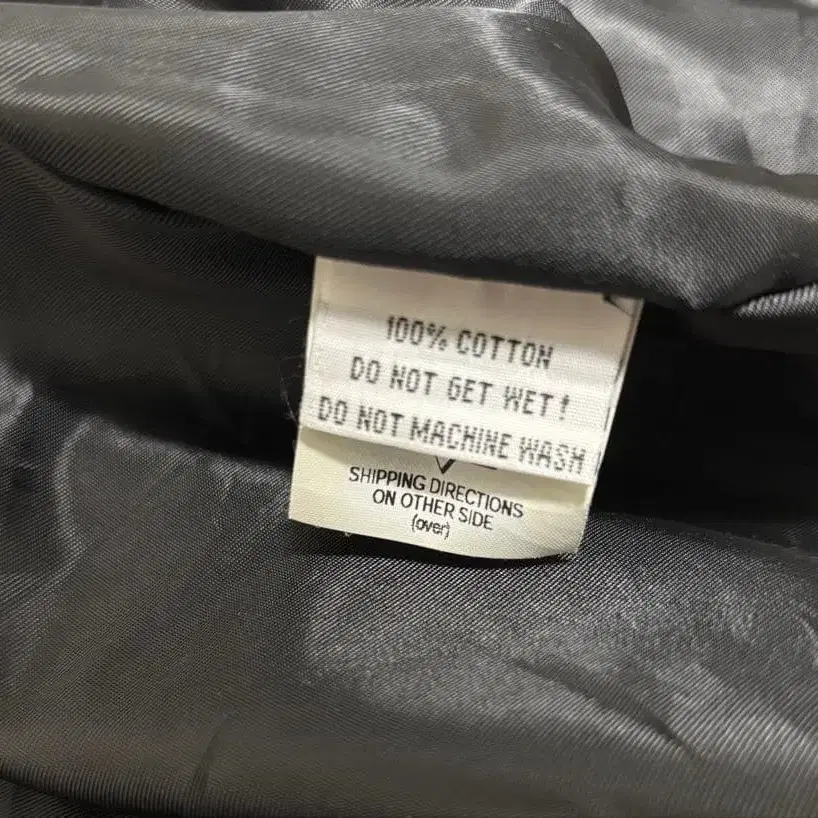 100% COTTON
DO NOT GET WET!
DO NOT MACHINE WASH
SHIPPING DIRECTIONS
ON OTHER SIDE
(over)